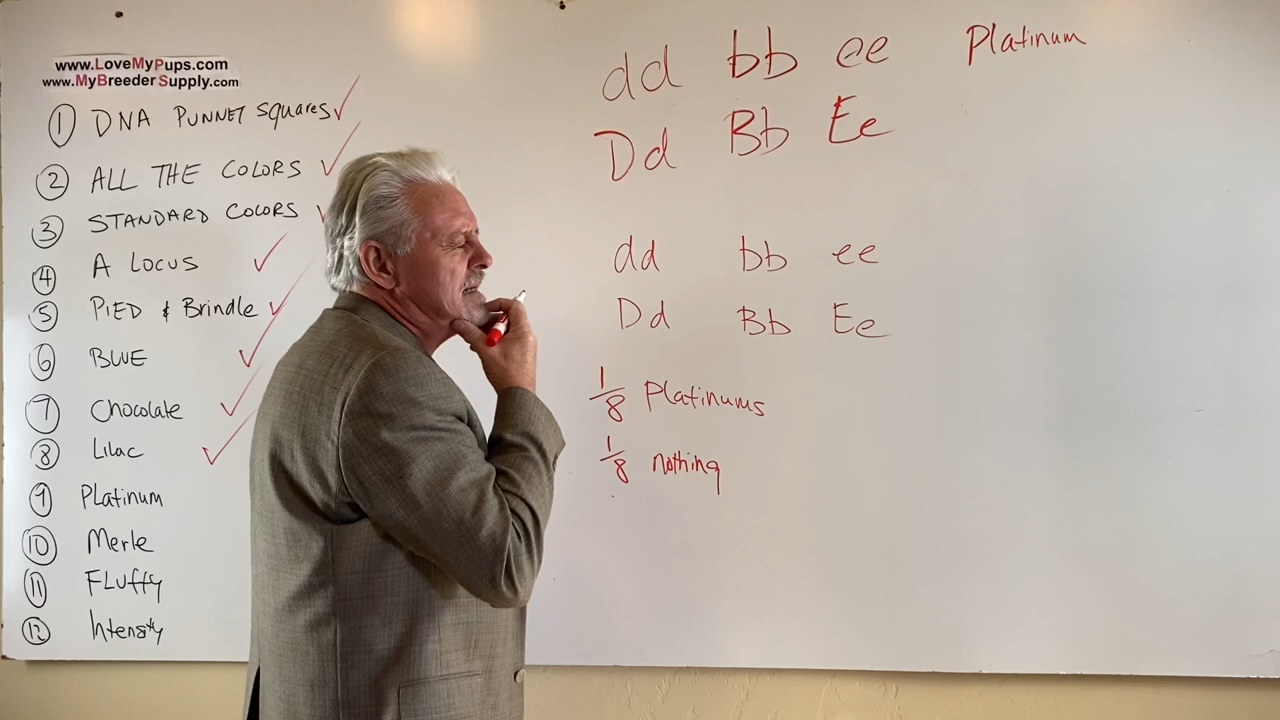 www.LoveMyPups.com
www.MyBreederSupply.com
① DNA PUNNET SQUARES ✓
② ALL THE COLORS ✓
③ STANDARD COLORS ✓
④ A LOCUS ✓
⑤ PiED & Brindle ✓
⑥ BLUE ✓
⑦ Chocolate ✓
⑧ Lilac ✓
⑨ Platinum
⑩ Merle
⑪ FLuffy
⑫ Intensity
dd bb ee Platinum
Dd Bb Ee
dd bb ee
Dd Bb Ee
1/8 Platinums
1/8 nothing